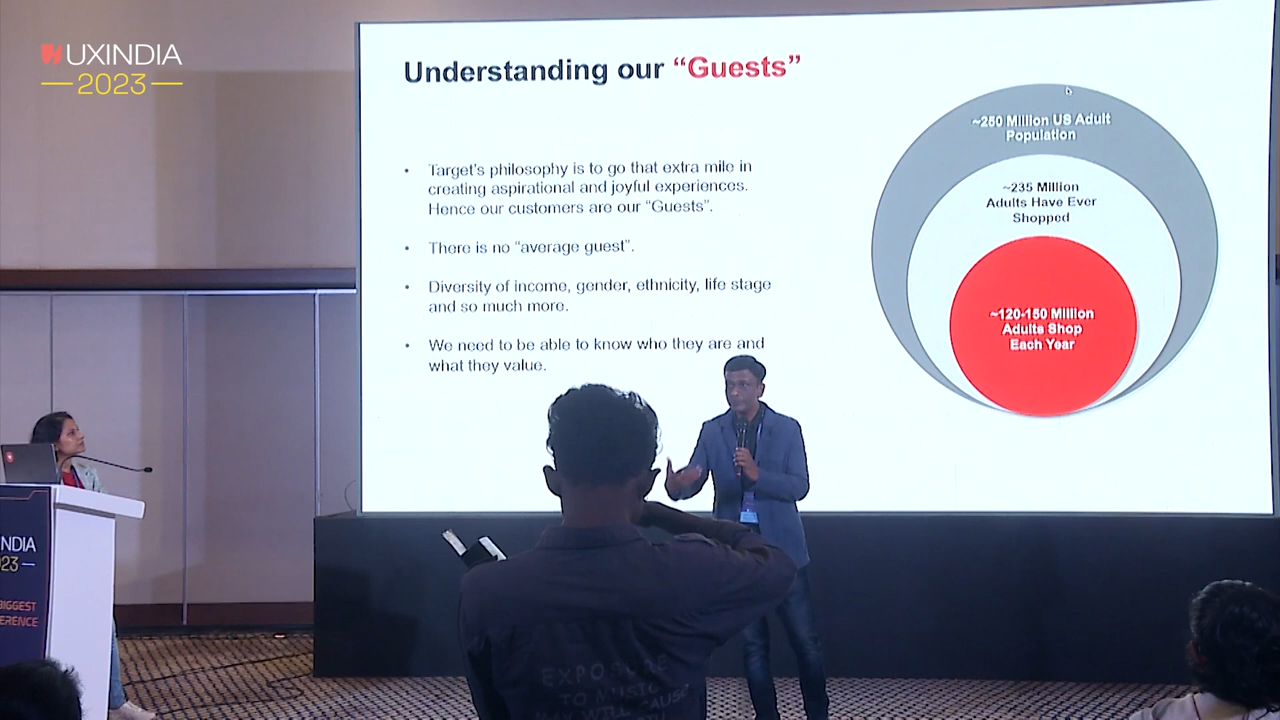 UXINDIA
2023
Understanding our “Guests”
Target's philosophy is to go that extra mile in
creating aspirational and joyful experiences.
Hence our customers are our “Guests”.
There is no “average guest”.
Diversity of income, gender, ethnicity, life stage
and so much more.
We need to be able to know who they are and
what they value.
~250 Million US Adult
Population
~235 Million
Adults Have Ever
Shopped
~120-150 Million
Adults Shop
Each Year
NDIA
23
BIGGEST
ERENCE
EXPOSURE
TO MUSIC
MAY WILL CAUSE